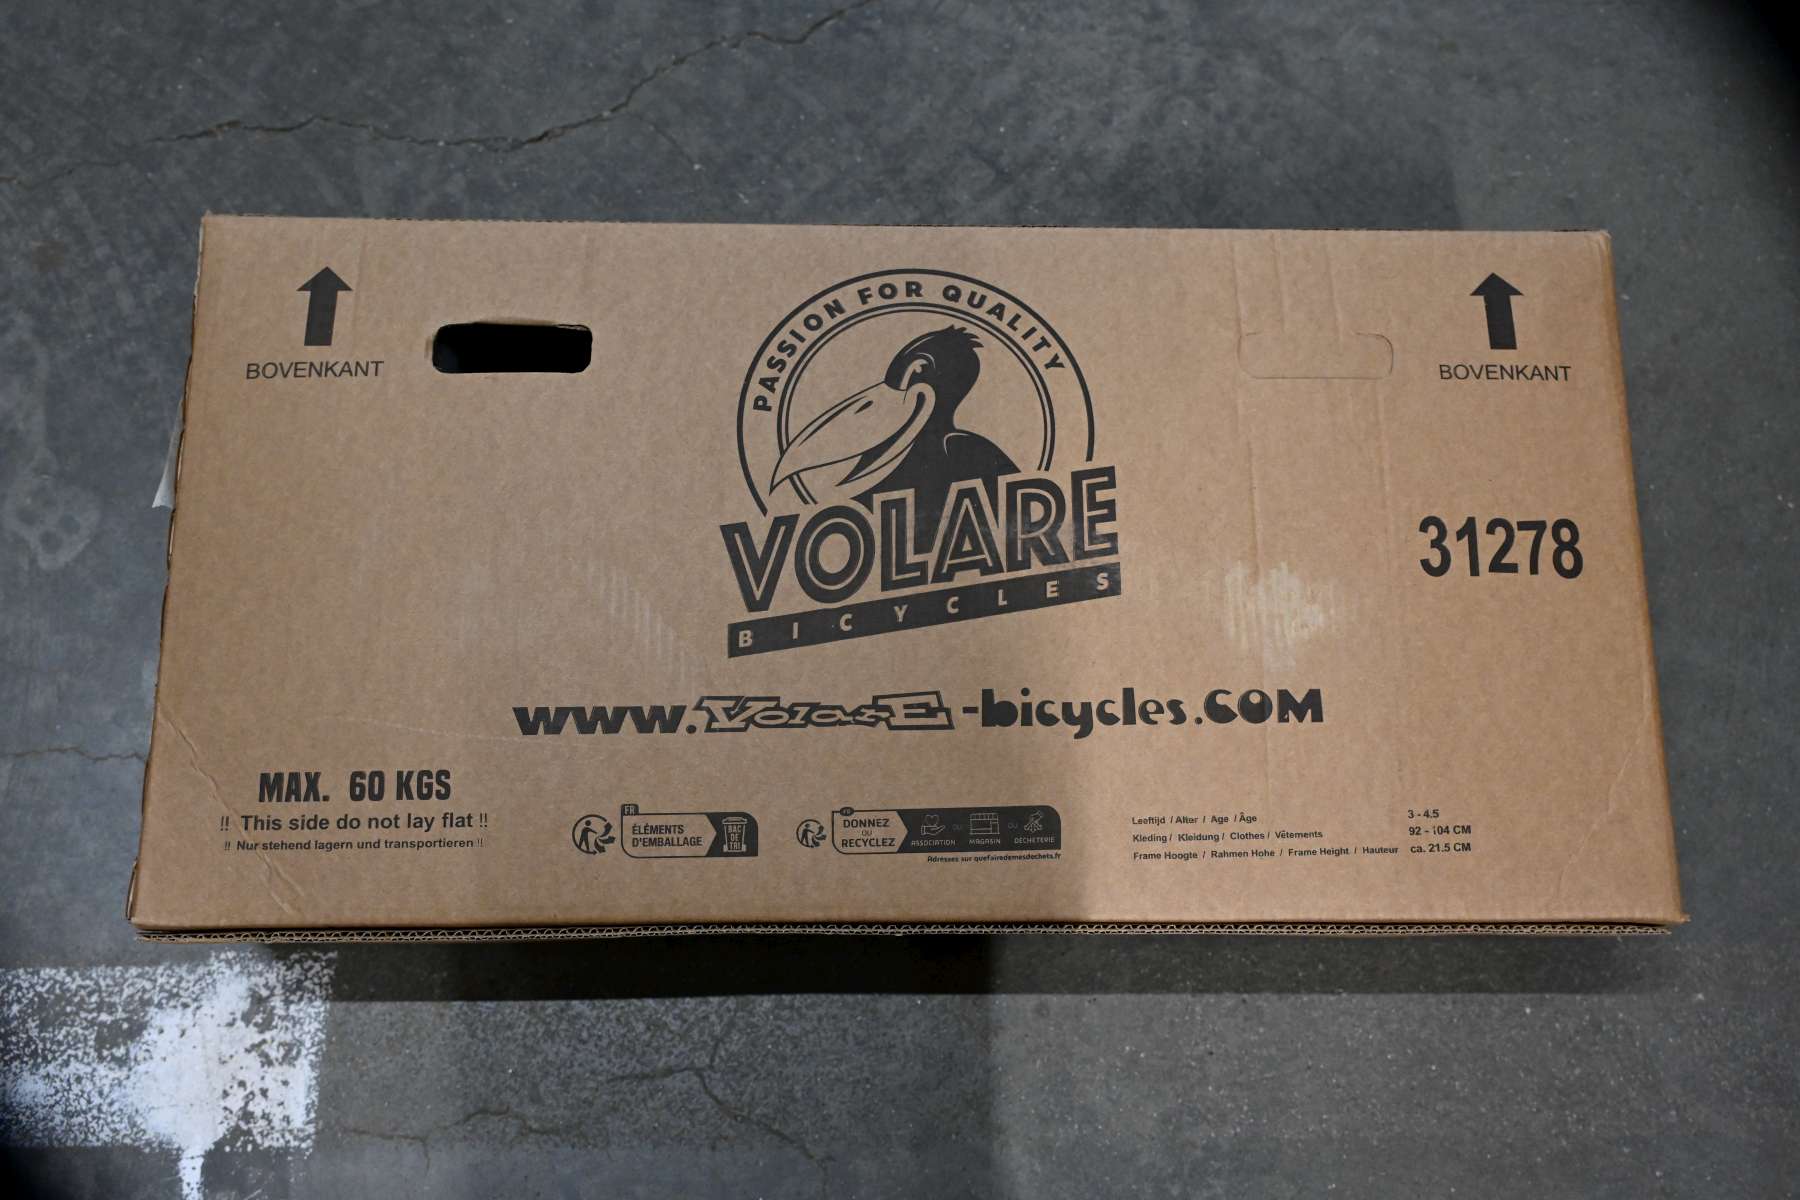 BOVENKANT
BOVENKANT
PASSION FOR QUALITY
VOLARE
BICYCLES
31278
www.VolarE-bicycles.COM
MAX. 60 KGS
!! This side do not lay flat !!
!! Nur stehend lagern und transportieren !!
FR
ÉLÉMENTS
D'EMBALLAGE
BAC
DE
TRI
FR
DONNEZ
OU
RECYCLEZ
ASSOCIATION
OU
MAGASIN
OU
DÉCHÈTERIE
Adresses sur quefairedemesdechets.fr
Leeftijd / Alter / Age / Âge 3 - 4.5
Kleding / Kleidung / Clothes / Vêtements 92 - 104 CM
Frame Hoogte / Rahmen Hohe / Frame Height / Hauteur ca. 21.5 CM